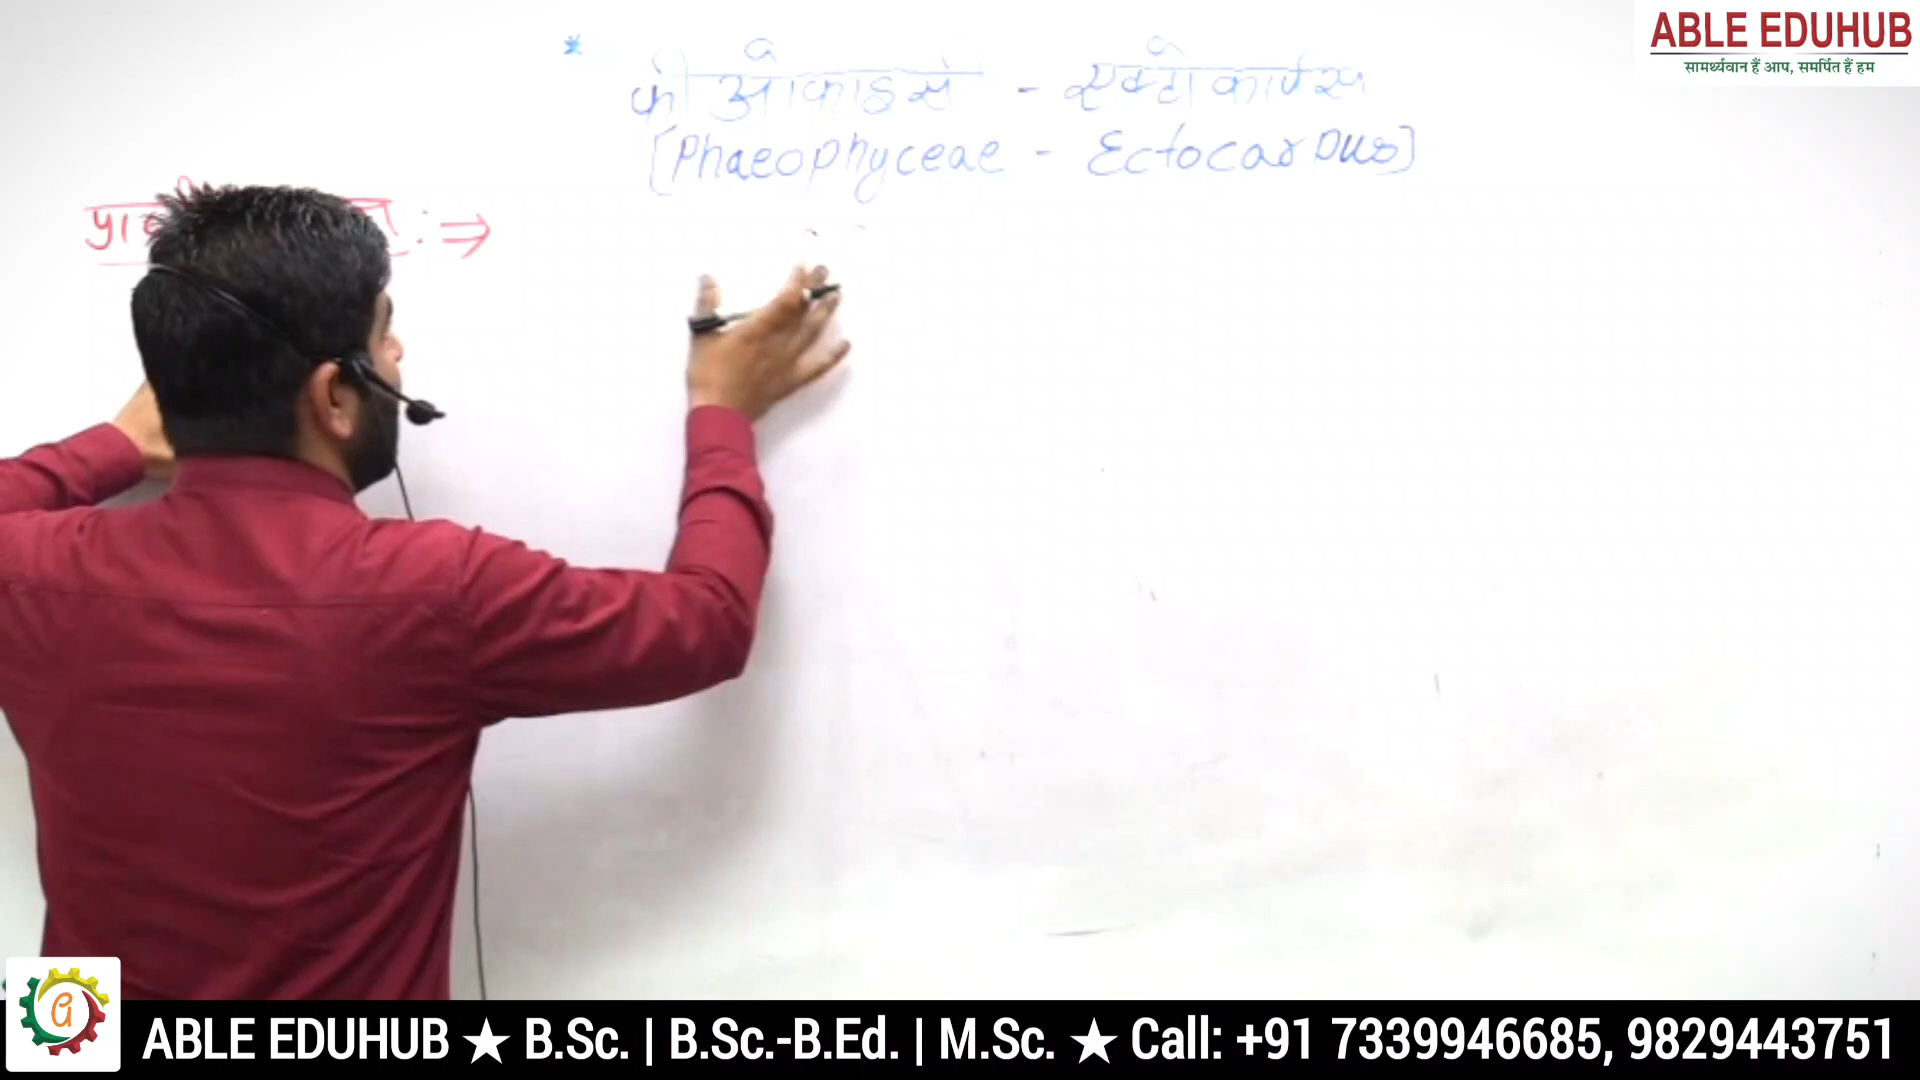 ABLE EDUHUB
सामर्थ्यवान हैं आप, समर्पित हैं हम
* फीओफाइसे - एक्टोकार्पस
[Phaeophyceae - Ectocarpus]
: ⇒
ABLE EDUHUB ★ B.Sc. | B.Sc.-B.Ed. | M.Sc. ★ Call: +91 7339946685, 9829443751